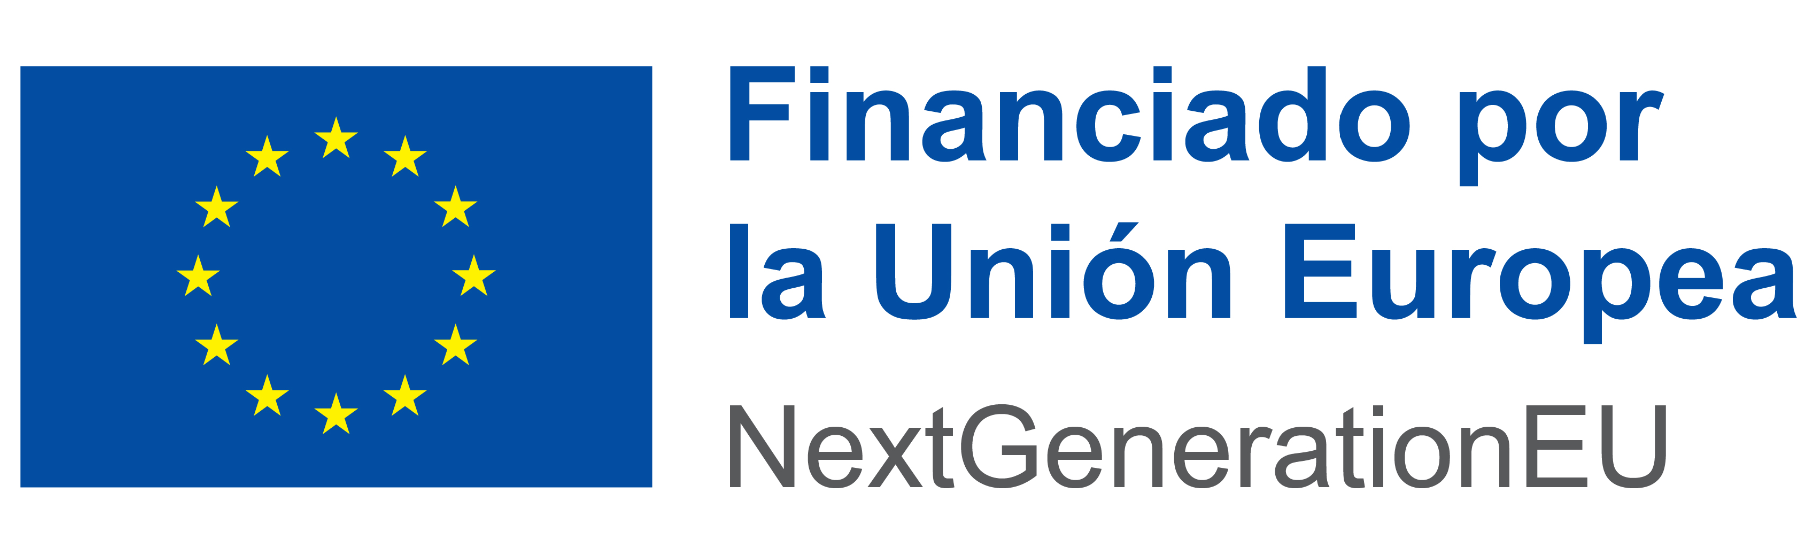 Financiado por
la Unión Europea
NextGenerationEU